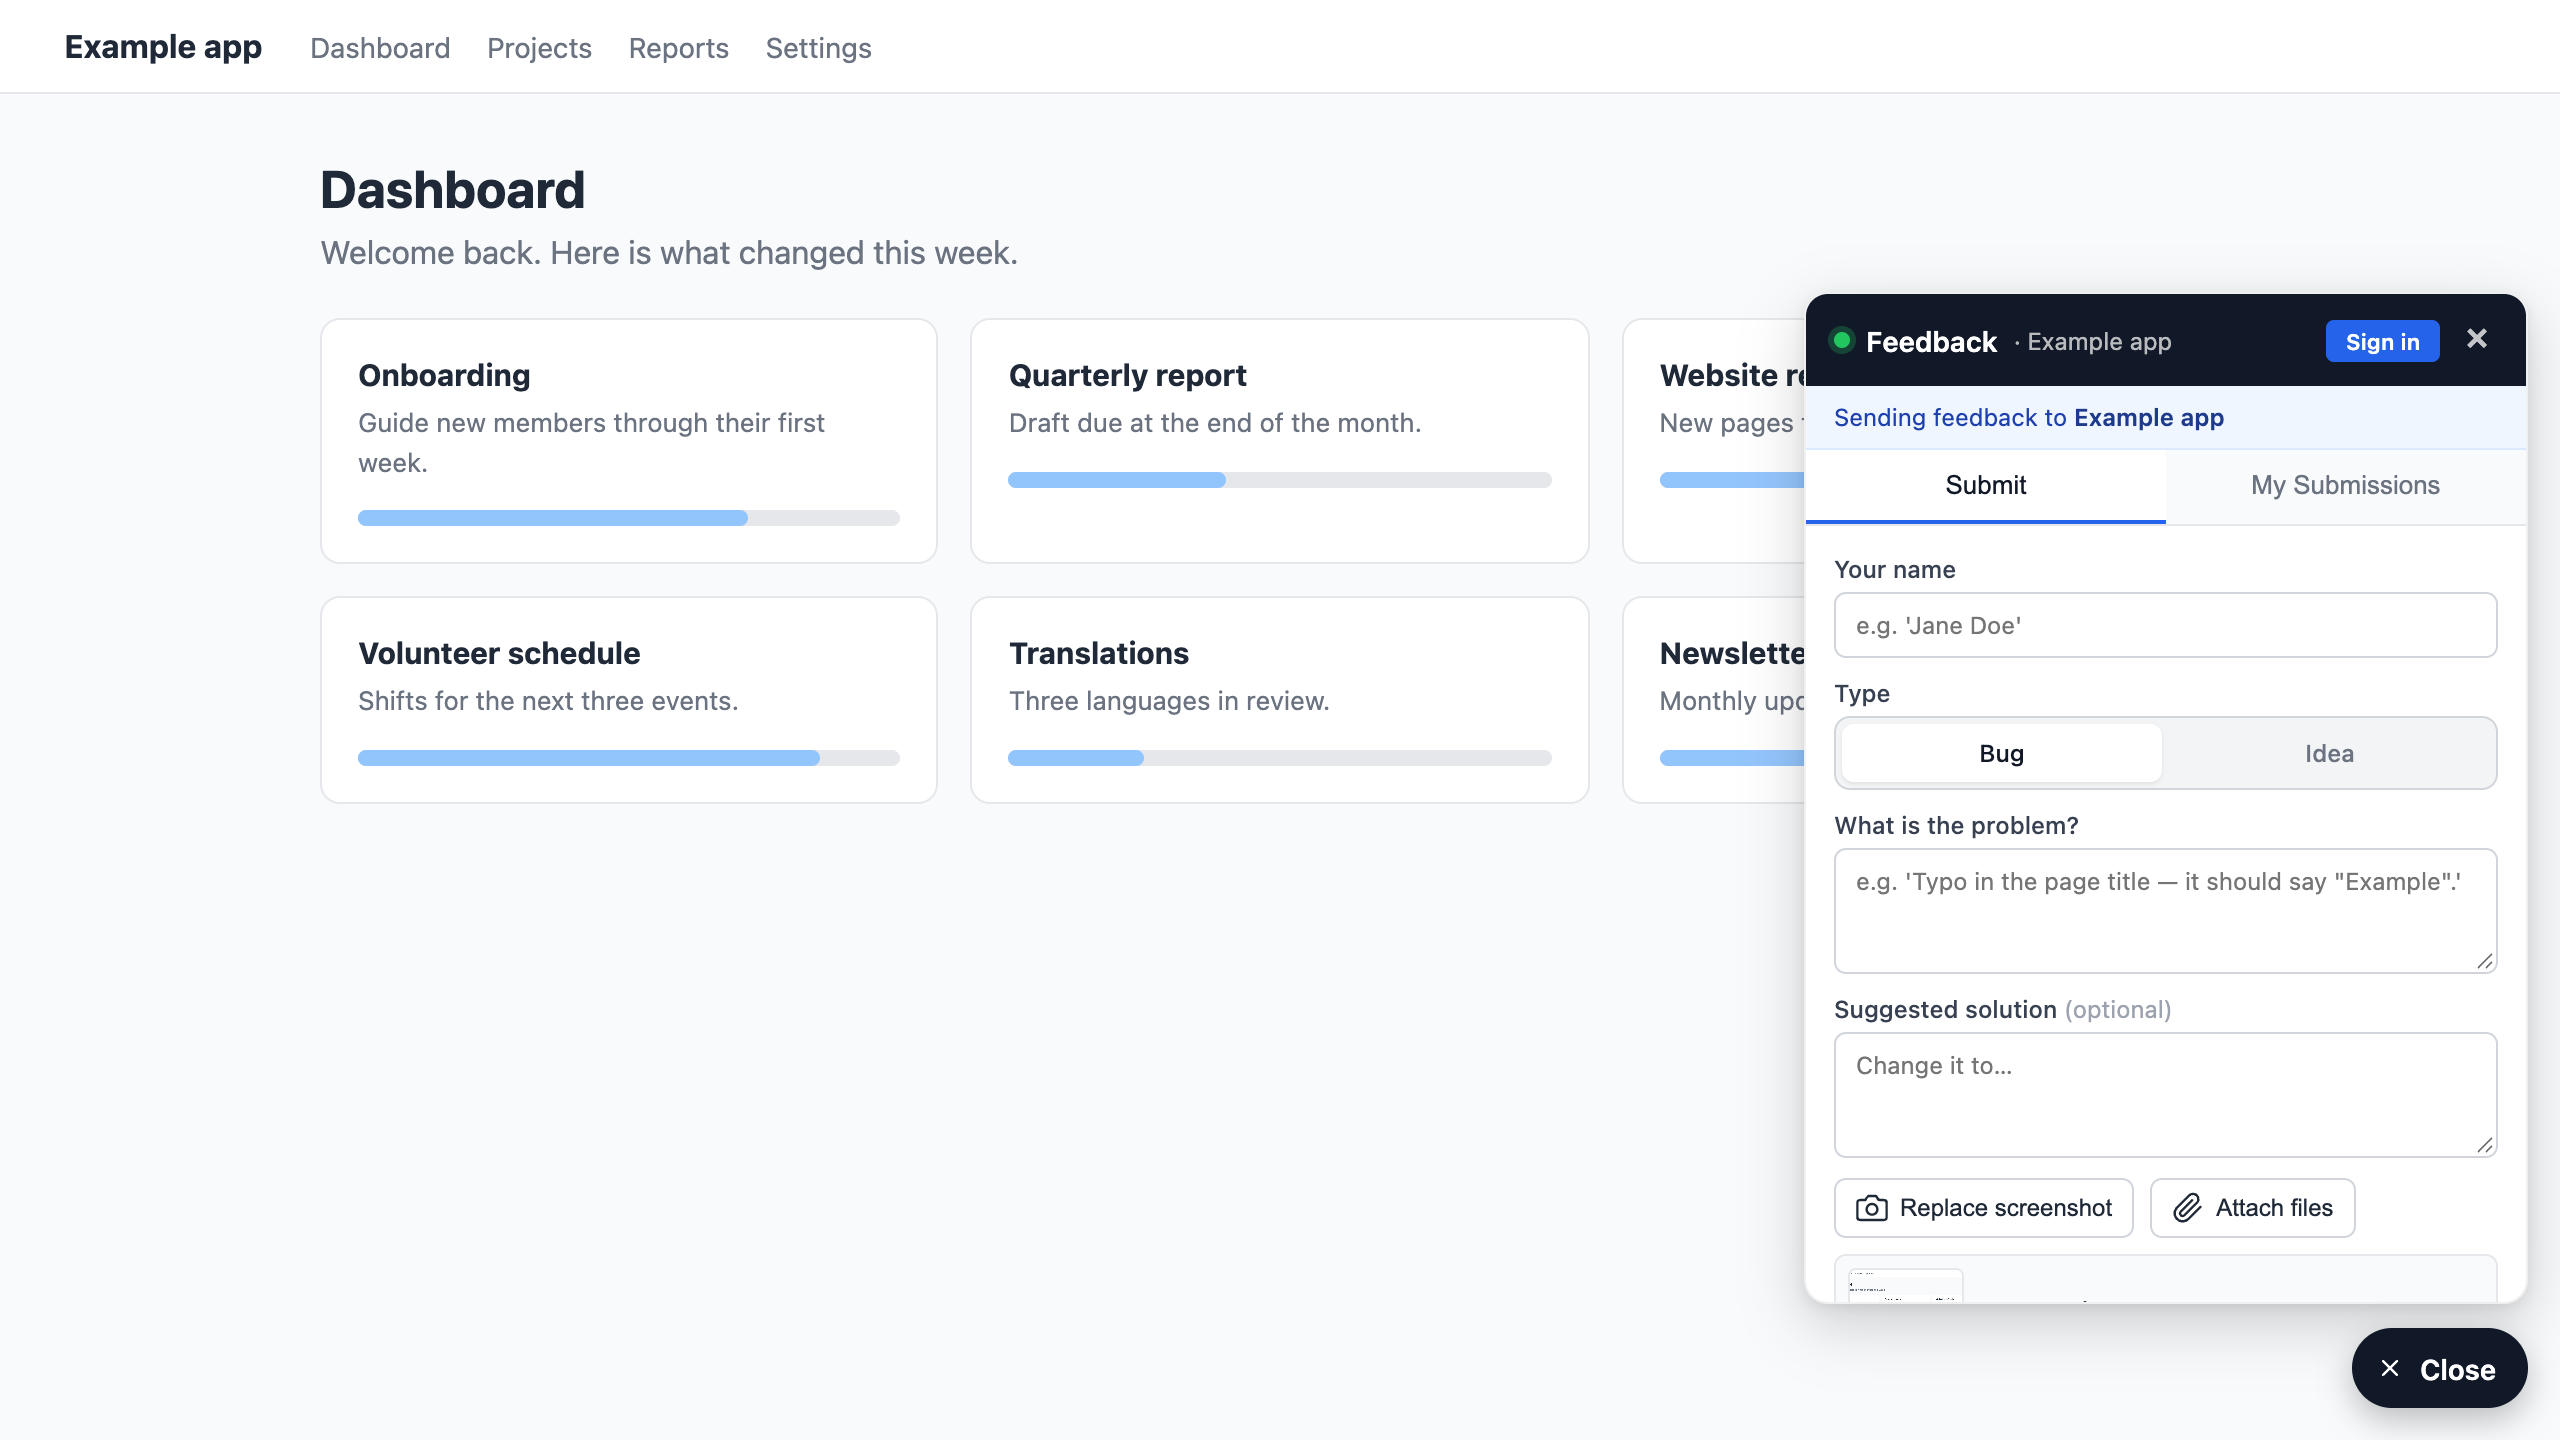 Example app
Dashboard
Projects
Reports
Settings
Dashboard
Welcome back. Here is what changed this week.
Onboarding
Guide new members through their first
week.
Quarterly report
Draft due at the end of the month.
Website
New pages
Volunteer schedule
Shifts for the next three events.
Translations
Three languages in review.
Monthly
Feedback · Example app
Sign in
Sending feedback to Example app
Submit
My Submissions
Your name
e.g. 'Jane Doe'
Type
Bug
Idea
What is the problem?
e.g. 'Typo in the page title — it should say "Example".'
Suggested solution (optional)
Change it to...
Replace screenshot
Attach files
Close